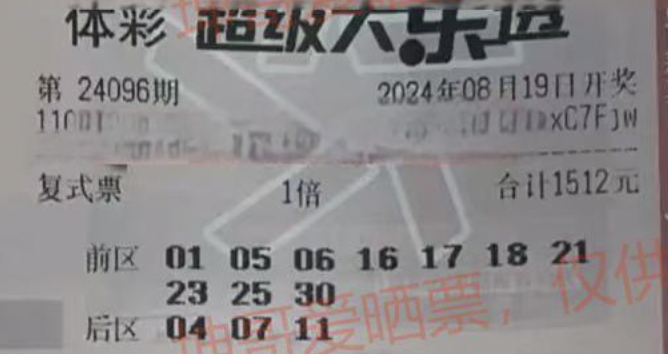 体彩 超级大乐透
第 24096期 2024年08月19日开奖
xC7FjW
复式票 1倍 合计1512元
前区 01 05 06 16 17 18 21
23 25 30
后区 04 07 11
坤哥爱晒票，仅供